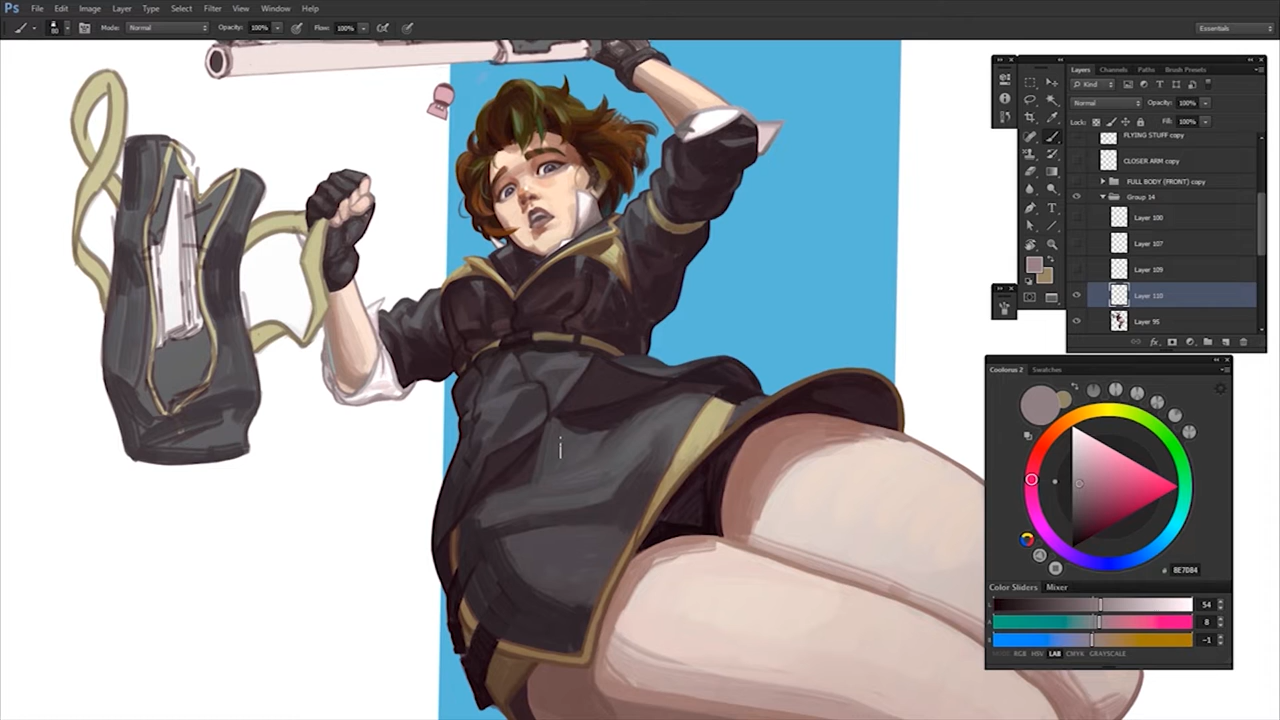 Ps File Edit Image Layer Type Select Filter View Window Help
80 Mode: Normal Opacity: 100% Flow: 100% Essentials
Layers Channels Paths Brush Presets
Kind
Normal Opacity: 100%
Lock: Fill: 100%
FLYING STUFF copy
CLOSER ARM copy
FULL BODY (FRONT) copy
Group 14
Layer 100
Layer 107
Layer 109
Layer 110
Layer 95
fx
Coolorus 2 Swatches
# 8E7D84
Color Sliders Mixer
L 54
A 8
B -1
RGB HSV LAB CMYK GRAYSCALE